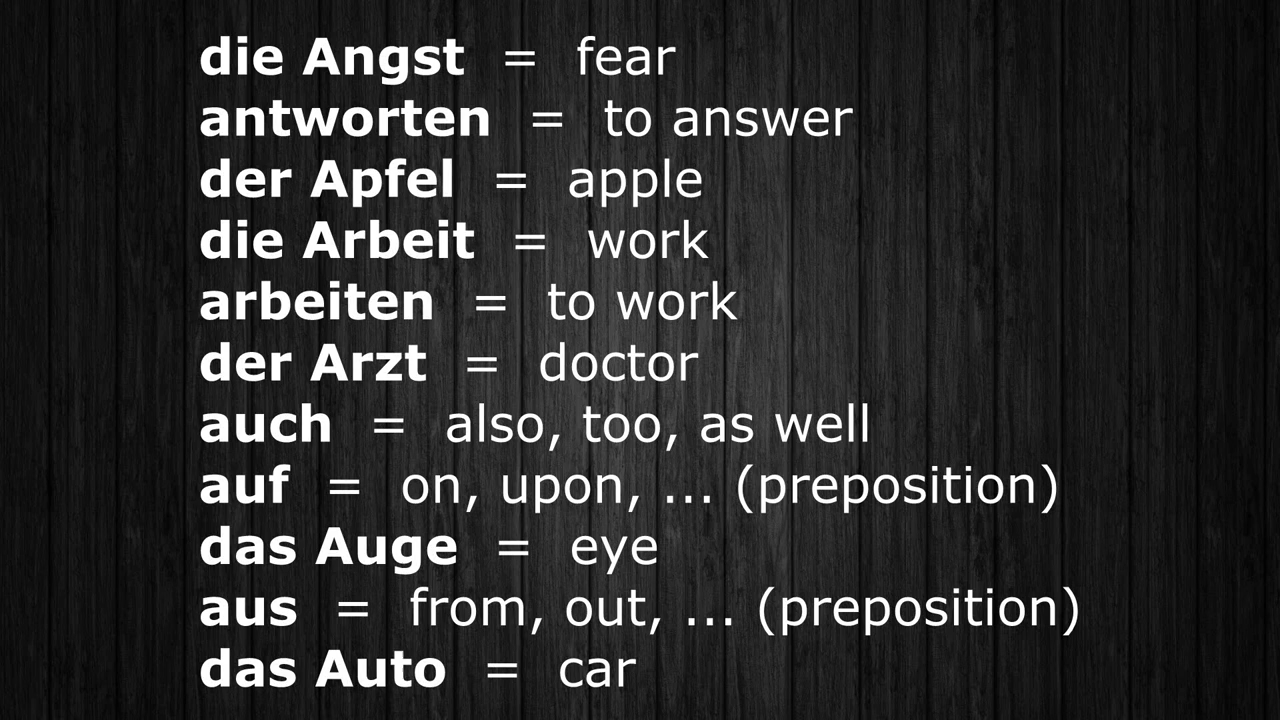 die Angst = fear
antworten = to answer
der Apfel = apple
die Arbeit = work
arbeiten = to work
der Arzt = doctor
auch = also, too, as well
auf = on, upon, ... (preposition)
das Auge = eye
aus = from, out, ... (preposition)
das Auto = car